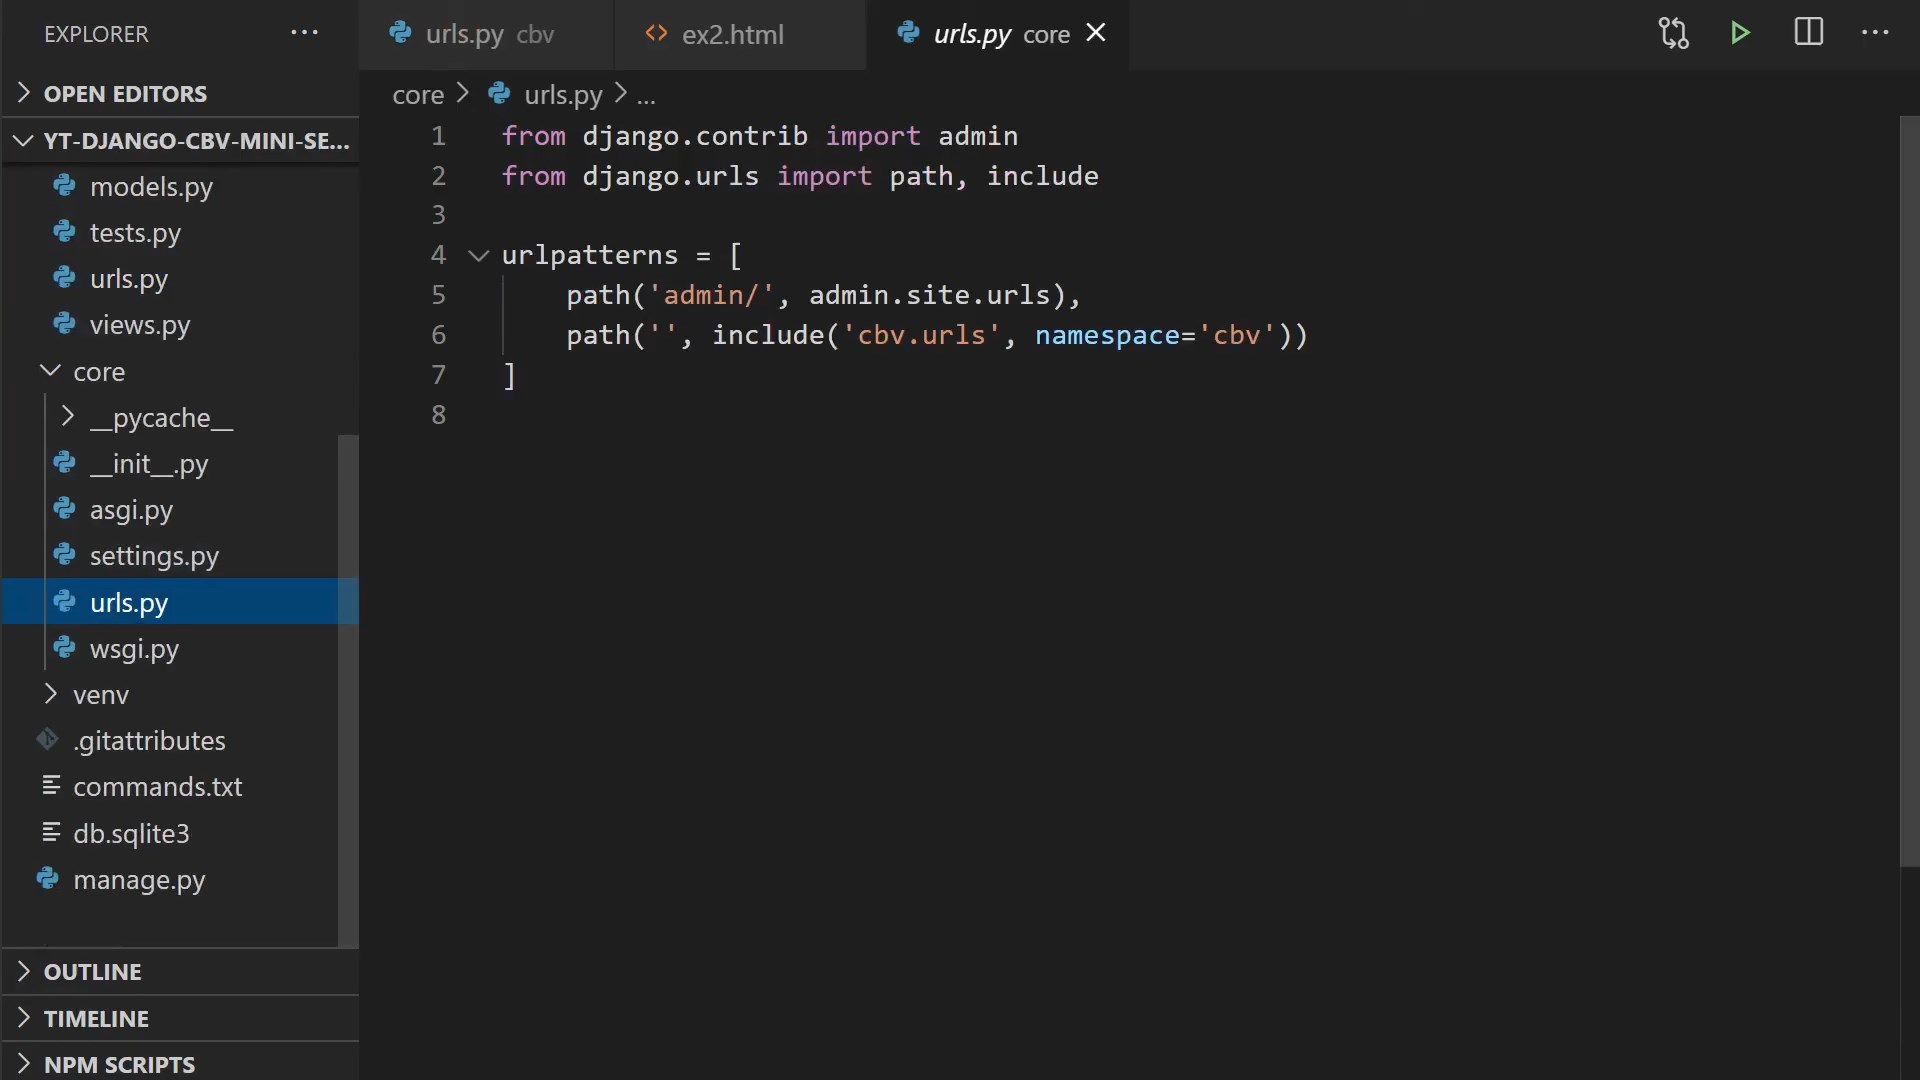 EXPLORER
OPEN EDITORS
YT-DJANGO-CBV-MINI-SE...
models.py
tests.py
urls.py
views.py
core
__pycache__
__init__.py
asgi.py
settings.py
urls.py
wsgi.py
venv
.gitattributes
commands.txt
db.sqlite3
manage.py
OUTLINE
TIMELINE
NPM SCRIPTS
urls.py cbv
ex2.html
urls.py core
core > urls.py > ...
1 from django.contrib import admin
2 from django.urls import path, include
3
4 urlpatterns = [
5     path('admin/', admin.site.urls),
6     path('', include('cbv.urls', namespace='cbv'))
7 ]
8